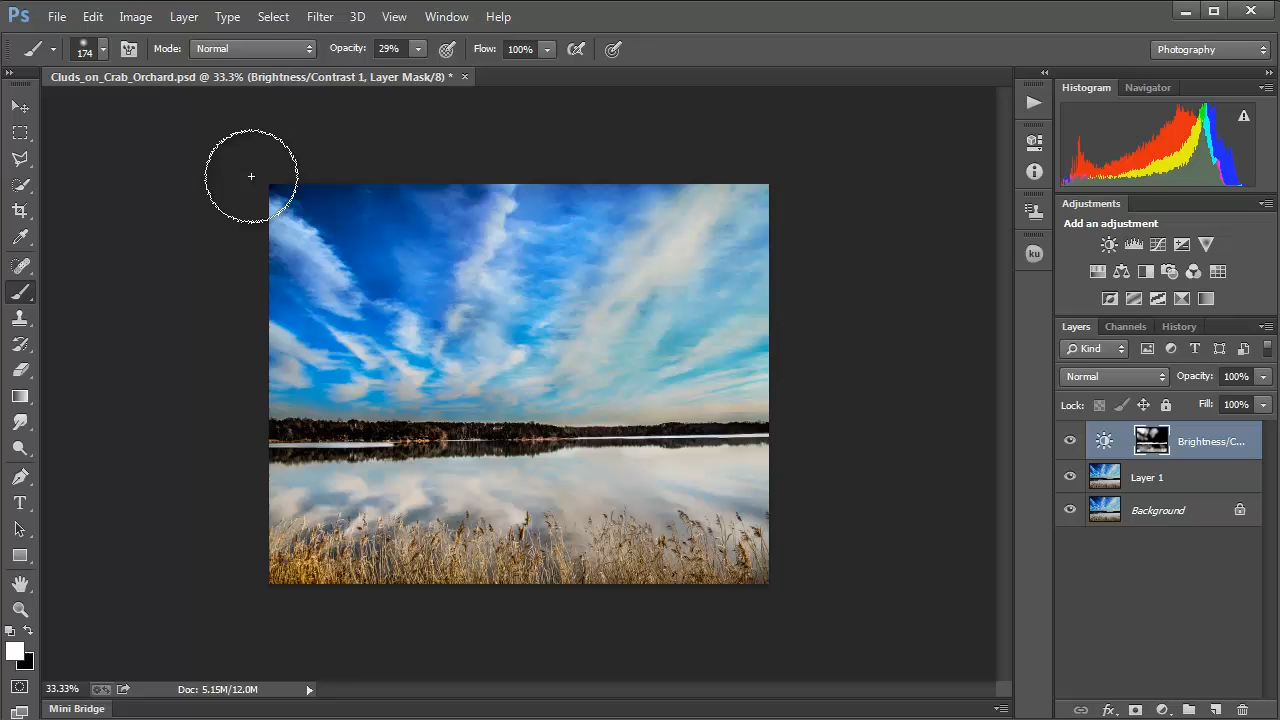 Ps File Edit Image Layer Type Select Filter 3D View Window Help
174 Mode: Normal Opacity: 29% Flow: 100% Photography
Cluds_on_Crab_Orchard.psd @ 33.3% (Brightness/Contrast 1, Layer Mask/8) *
Histogram Navigator
Adjustments
Add an adjustment
ku
Layers Channels History
Kind
Normal Opacity: 100%
Lock: Fill: 100%
Brightness/C...
Layer 1
Background
33.33% Doc: 5.15M/12.0M
Mini Bridge